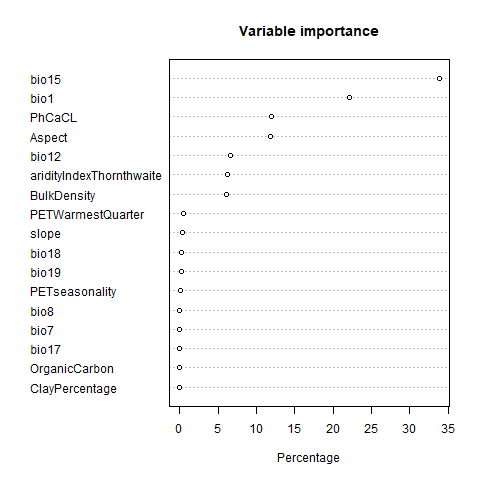 Variable importance
bio15
bio1
PhCaCL
Aspect
bio12
aridityIndexThornthwaite
BulkDensity
PETWarmestQuarter
slope
bio18
bio19
PETseasonality
bio8
bio7
bio17
OrganicCarbon
ClayPercentage
0 5 10 15 20 25 30 35
Percentage